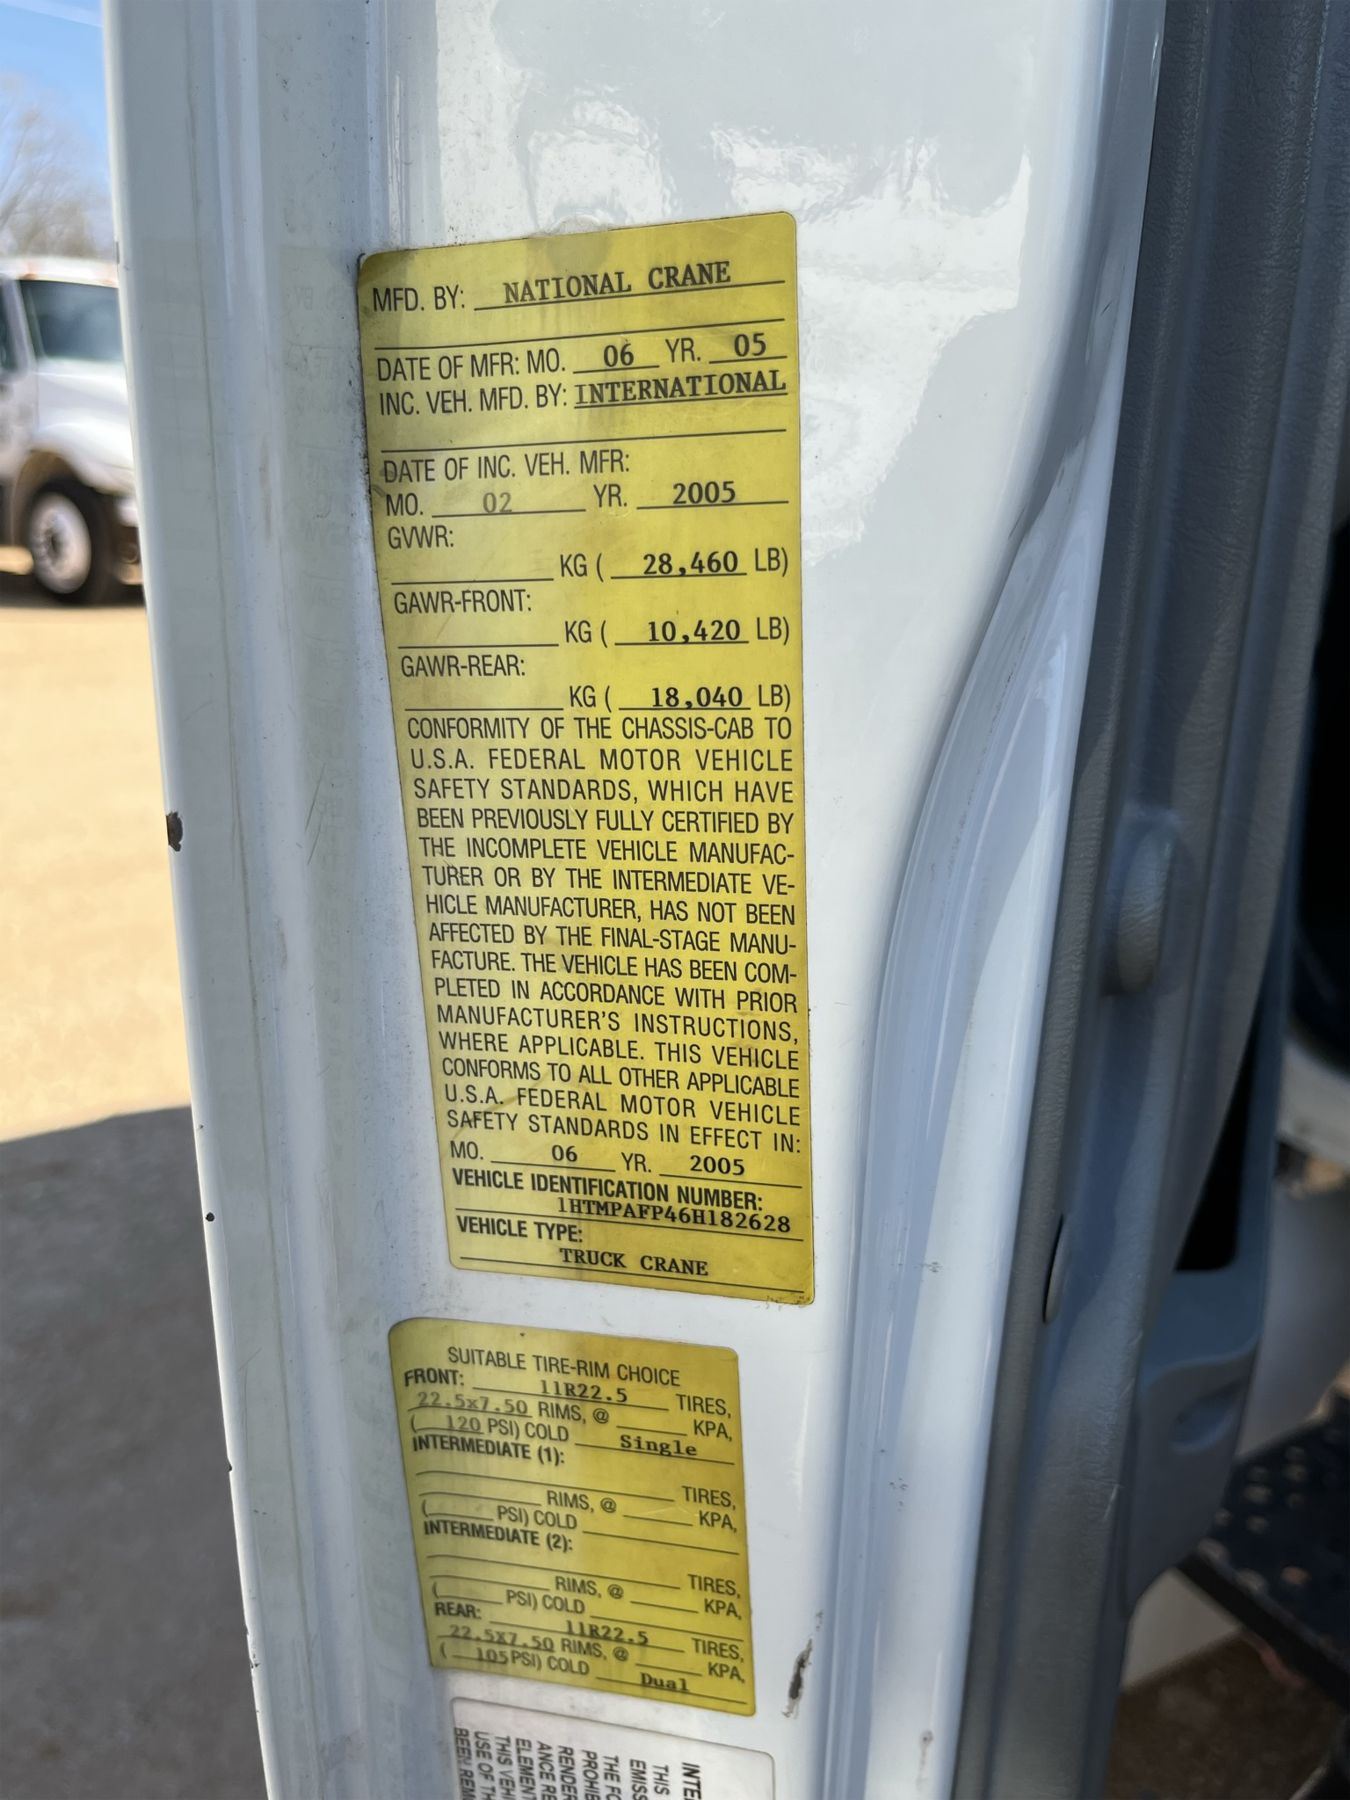 MFD. BY: NATIONAL CRANE
DATE OF MFR: MO. 06 YR. 05
INC. VEH. MFD. BY: INTERNATIONAL
DATE OF INC. VEH. MFR:
MO. 02 YR. 2005
GVWR:
KG ( 28,460 LB)
GAWR-FRONT:
KG ( 10,420 LB)
GAWR-REAR:
KG ( 18,040 LB)
CONFORMITY OF THE CHASSIS-CAB TO
U.S.A. FEDERAL MOTOR VEHICLE
SAFETY STANDARDS, WHICH HAVE
BEEN PREVIOUSLY FULLY CERTIFIED BY
THE INCOMPLETE VEHICLE MANUFAC-
TURER OR BY THE INTERMEDIATE VE-
HICLE MANUFACTURER, HAS NOT BEEN
AFFECTED BY THE FINAL-STAGE MANU-
FACTURE. THE VEHICLE HAS BEEN COM-
PLETED IN ACCORDANCE WITH PRIOR
MANUFACTURER'S INSTRUCTIONS,
WHERE APPLICABLE. THIS VEHICLE
CONFORMS TO ALL OTHER APPLICABLE
U.S.A. FEDERAL MOTOR VEHICLE
SAFETY STANDARDS IN EFFECT IN:
MO. 06 YR. 2005
VEHICLE IDENTIFICATION NUMBER:
1HTMPAFP46H182628
VEHICLE TYPE:
TRUCK CRANE
SUITABLE TIRE-RIM CHOICE
FRONT: 11R22.5 TIRES,
22.5x7.50 RIMS, @ KPA,
( 120 PSI) COLD Single
INTERMEDIATE (1):
TIRES,
RIMS, @ KPA,
( PSI) COLD
INTERMEDIATE (2):
TIRES,
RIMS, @ KPA,
( PSI) COLD
REAR: 11R22.5 TIRES,
22.5X7.50 RIMS, @ KPA,
( 105 PSI) COLD Dual
THIS
THE